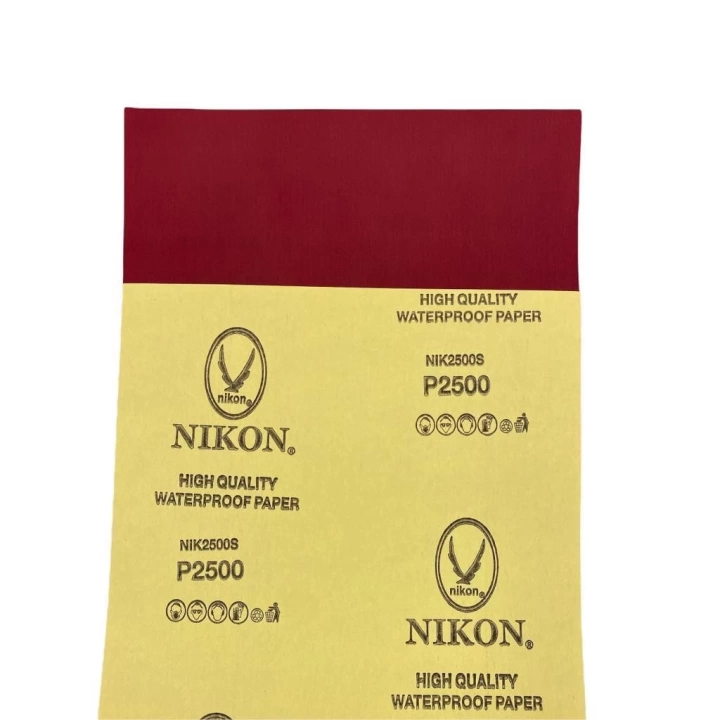 HIGH QUALITY
WATERPROOF PAPER
NIK2500S
P2500
nikon®
NIKON®
HIGH QUALITY
WATERPROOF PAPER
NIK2500S
P2500
nikon®
NIKON®
HIGH QUALITY
WATERPROOF PAPER